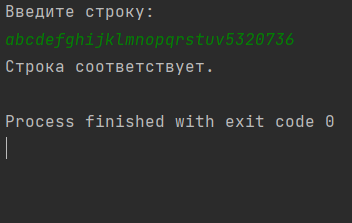 Введите строку:
abcdefghijklmnopqrstuv5320736
Строка соответствует.
Process finished with exit code 0